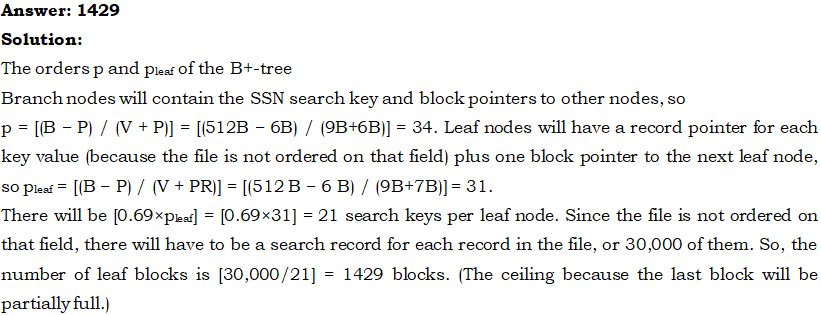 Answer: 1429
Solution:
The orders p and pleaf of the B+-tree
Branch nodes will contain the SSN search key and block pointers to other nodes, so
p = [(B – P) / (V + P)] = [(512B – 6B) / (9B+6B)] = 34. Leaf nodes will have a record pointer for each
key value (because the file is not ordered on that field) plus one block pointer to the next leaf node,
so pleaf = [(B – P) / (V + PR)] = [(512 B – 6 B) / (9B+7B)] = 31.
There will be [0.69×pleaf] = [0.69×31] = 21 search keys per leaf node. Since the file is not ordered on
that field, there will have to be a search record for each record in the file, or 30,000 of them. So, the
number of leaf blocks is [30,000/21] = 1429 blocks. (The ceiling because the last block will be
partially full.)